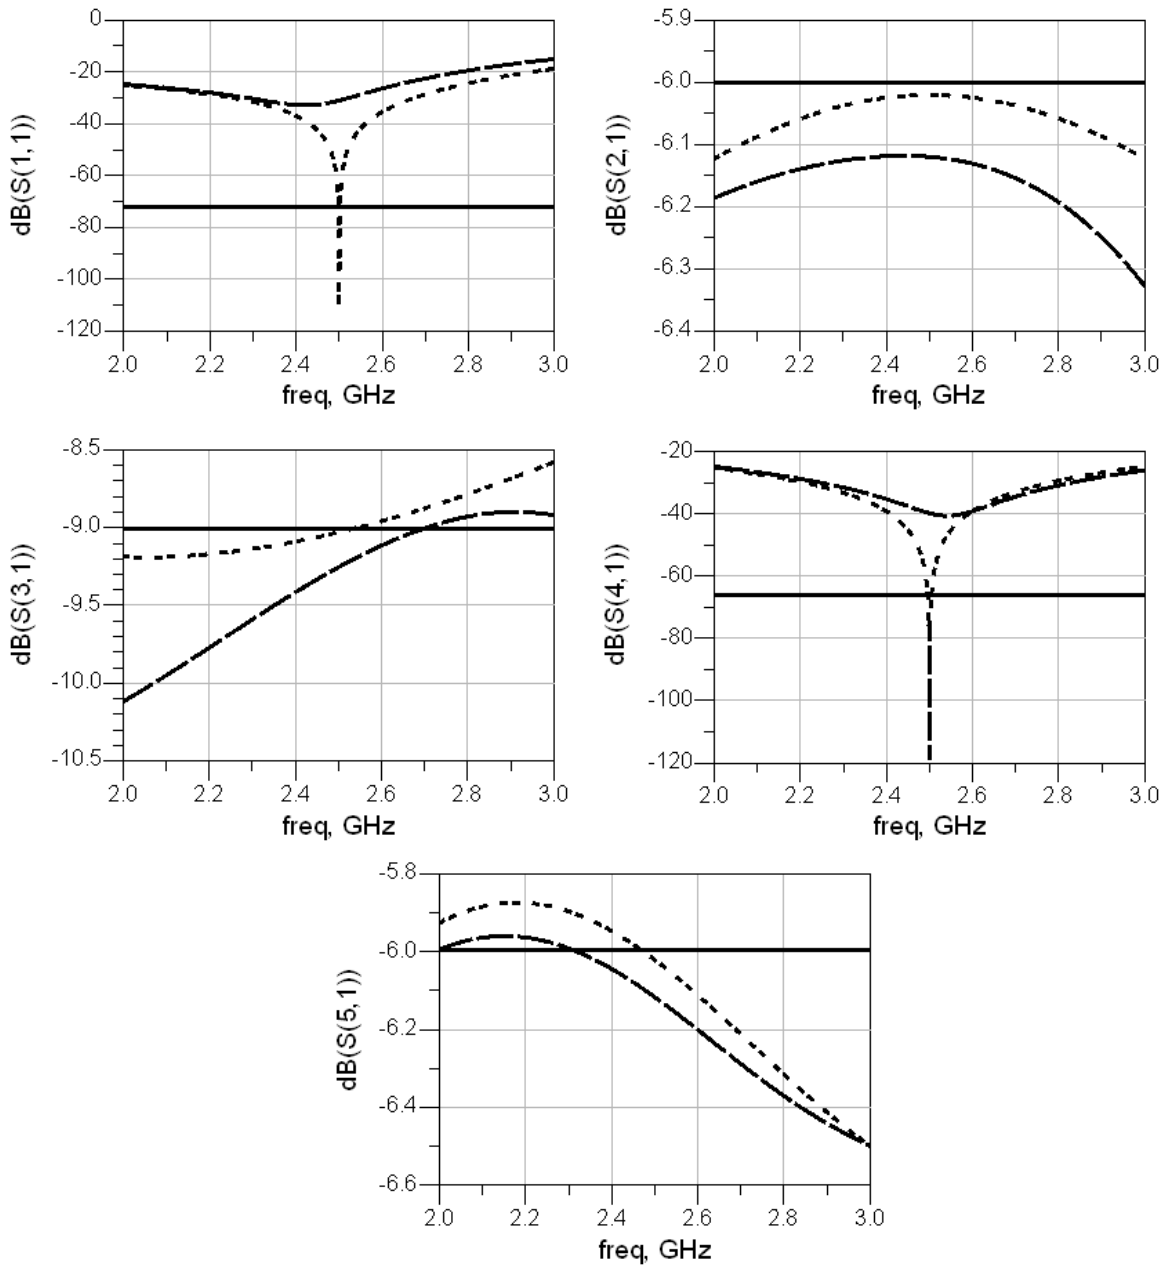 dB(S(1,1))
0
-20
-40
-60
-80
-100
-120
2.0 2.2 2.4 2.6 2.8 3.0
freq, GHz
dB(S(2,1))
-5.9
-6.0
-6.1
-6.2
-6.3
-6.4
2.0 2.2 2.4 2.6 2.8 3.0
freq, GHz
dB(S(3,1))
-8.5
-9.0
-9.5
-10.0
-10.5
2.0 2.2 2.4 2.6 2.8 3.0
freq, GHz
dB(S(4,1))
-20
-40
-60
-80
-100
-120
2.0 2.2 2.4 2.6 2.8 3.0
freq, GHz
dB(S(5,1))
-5.8
-6.0
-6.2
-6.4
-6.6
2.0 2.2 2.4 2.6 2.8 3.0
freq, GHz